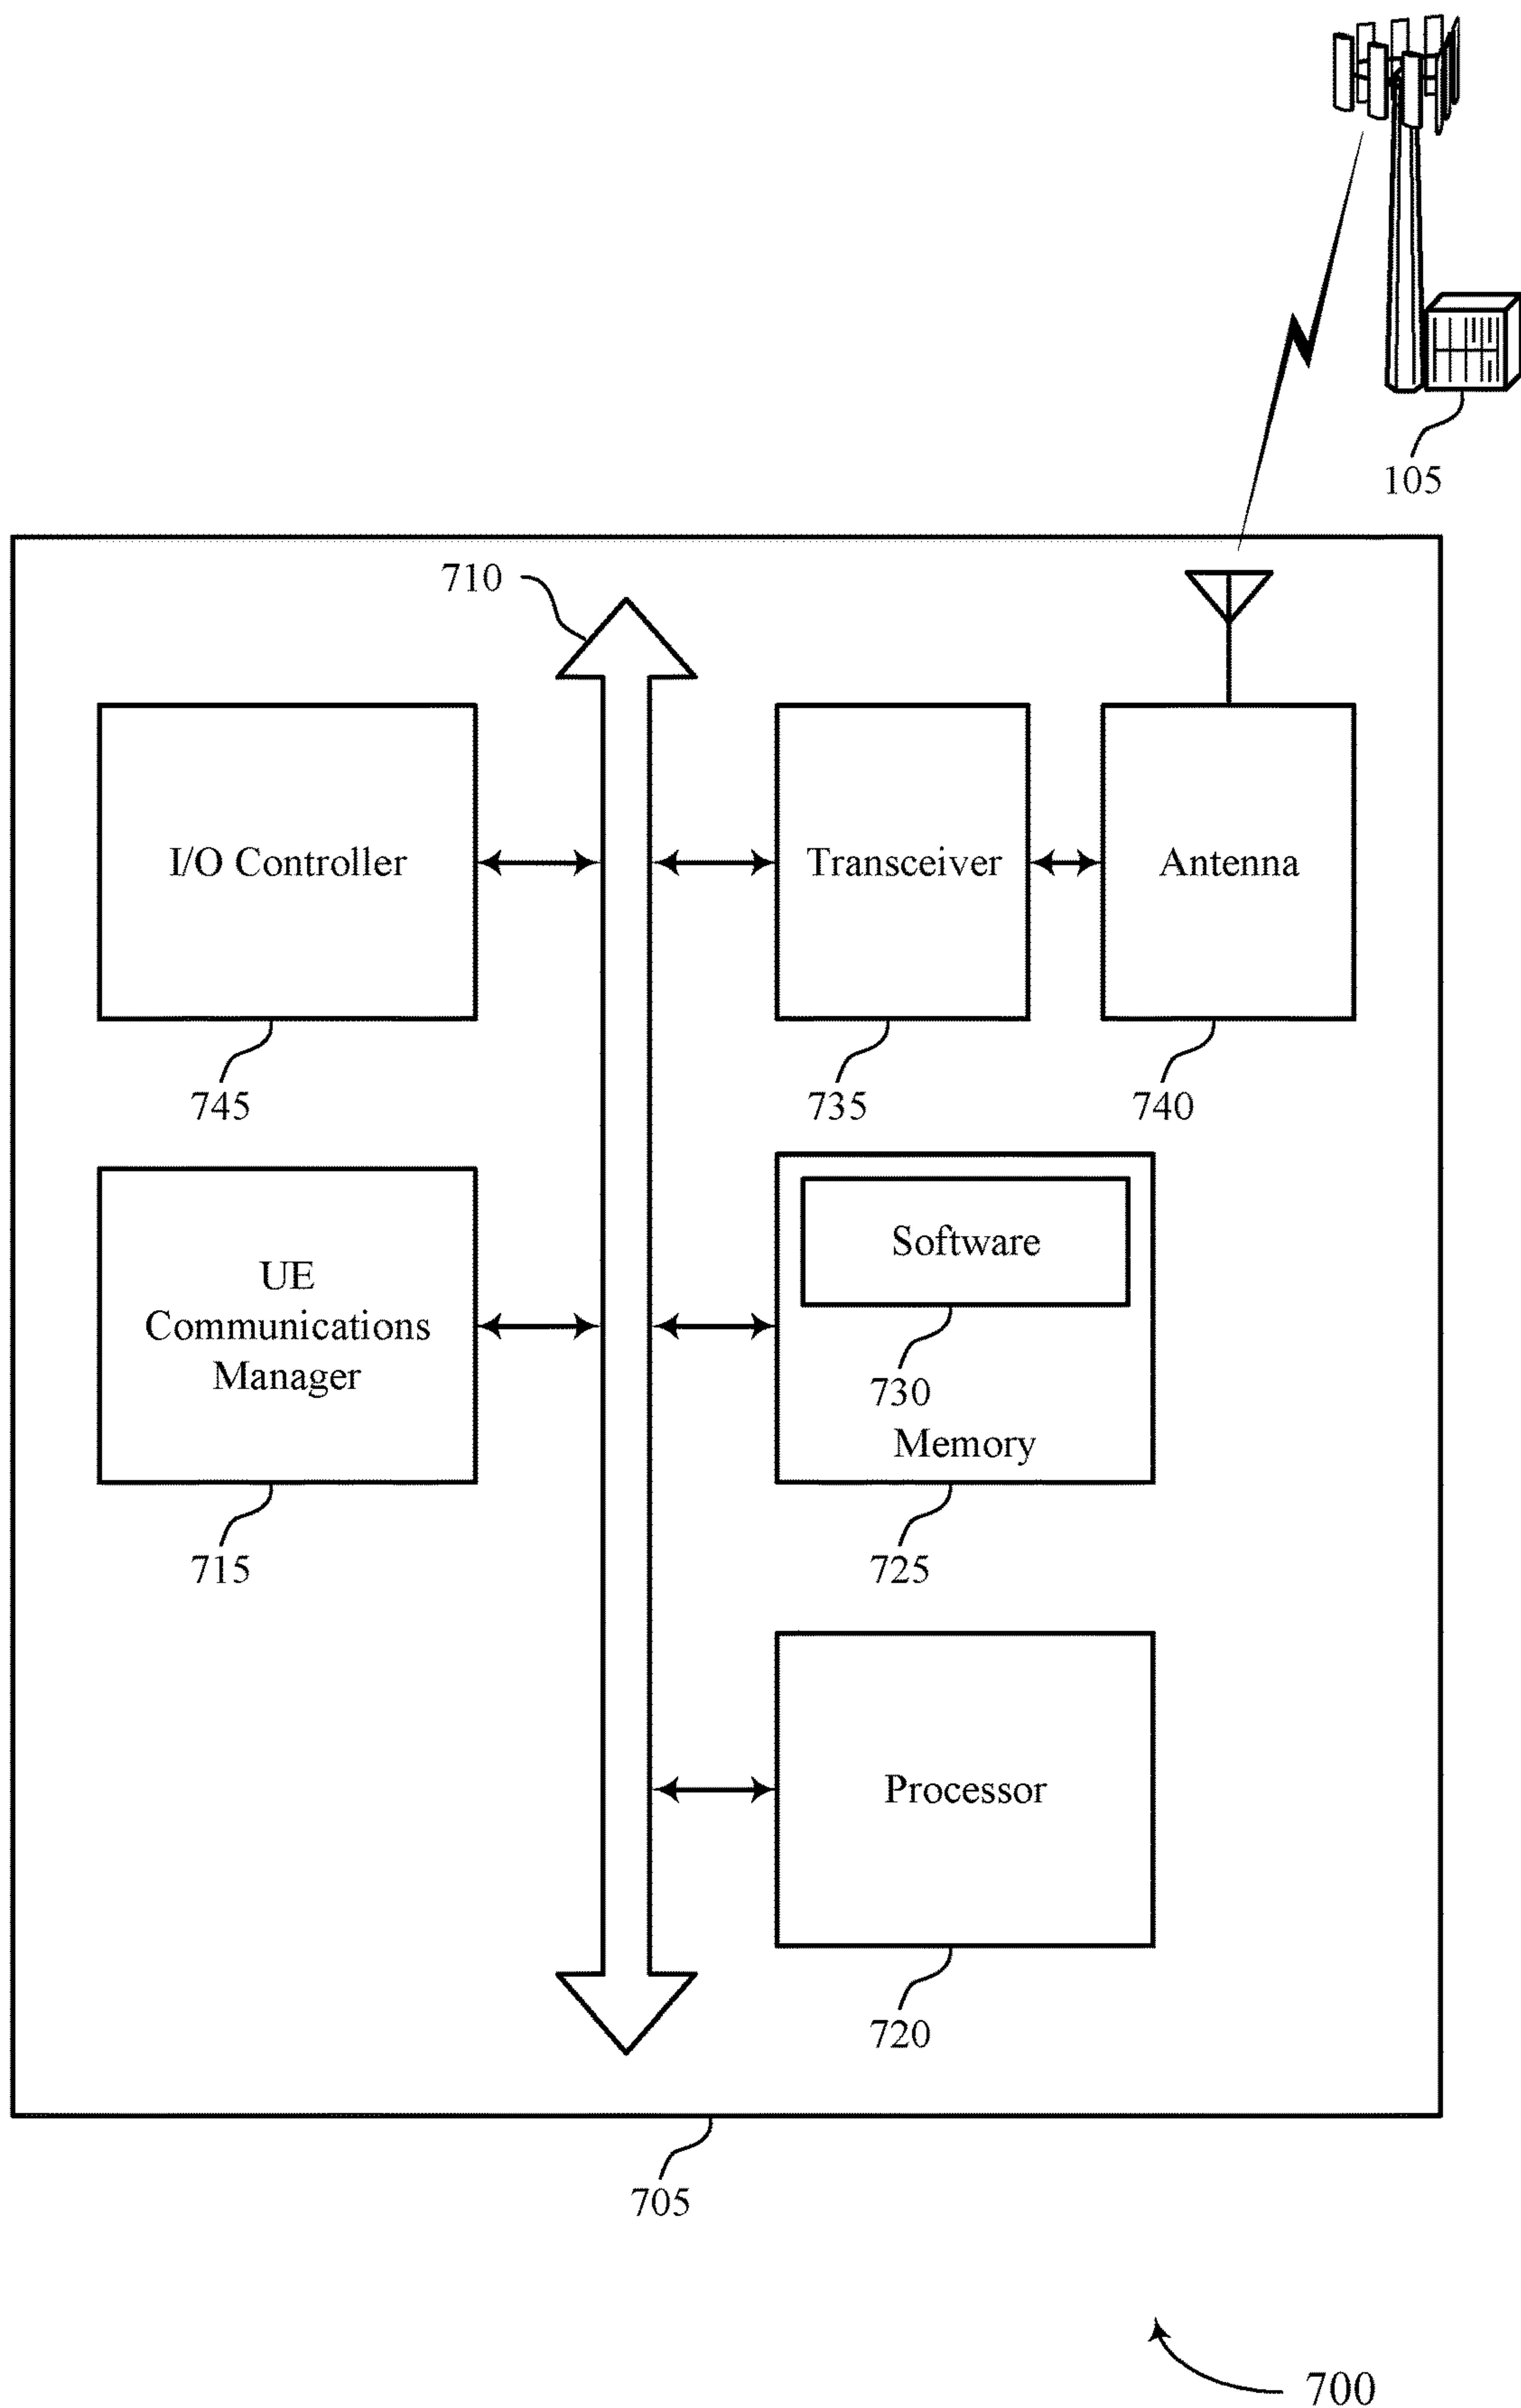 105
710
I/O Controller
Transceiver
Antenna
745
735
740
UE
Communications
Manager
Software
730
Memory
715
725
Processor
720
705
700